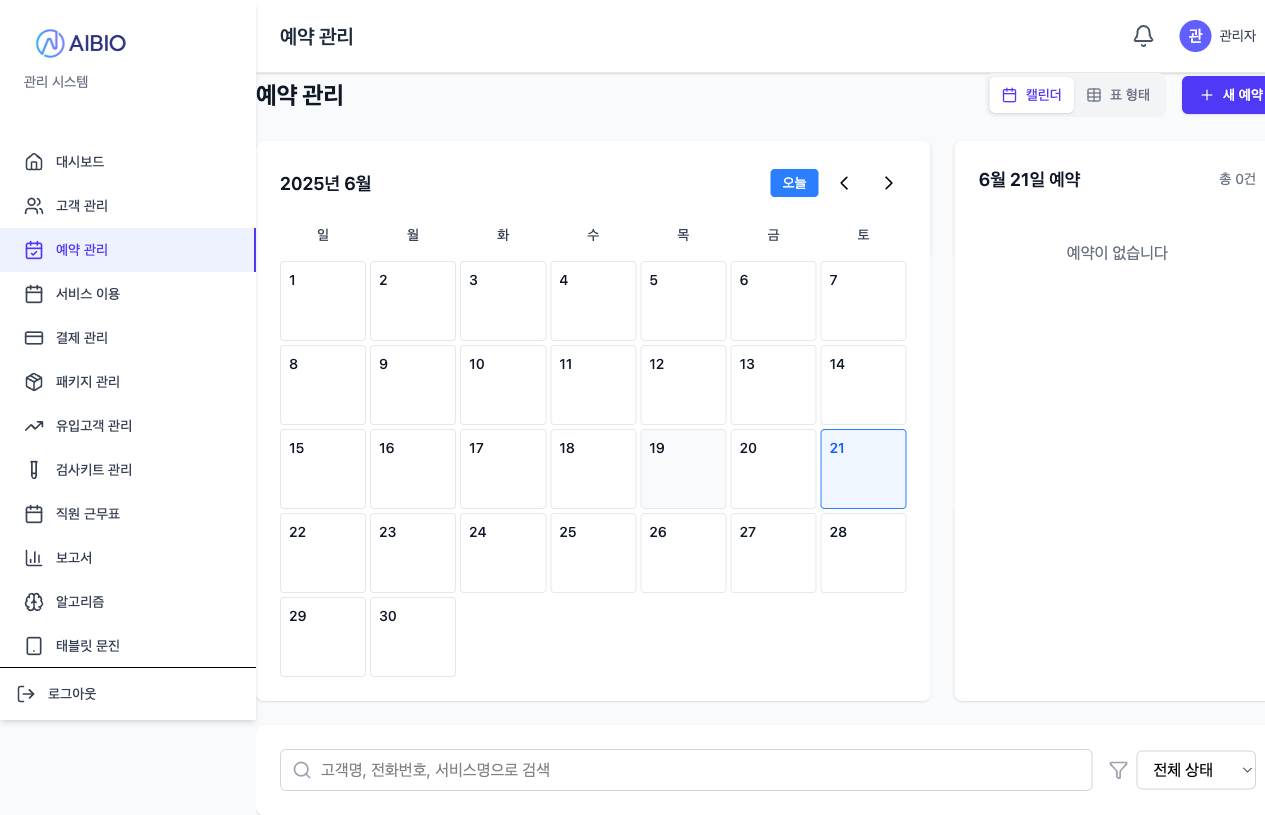 AIBIO
관리 시스템
대시보드
고객 관리
예약 관리
서비스 이용
결제 관리
패키지 관리
유입고객 관리
검사키트 관리
직원 근무표
보고서
알고리즘
태블릿 문진
로그아웃
예약 관리
관 관리자
예약 관리
캘린더 표 형태 새 예약
2025년 6월 오늘
일 월 화 수 목 금 토
1 2 3 4 5 6 7
8 9 10 11 12 13 14
15 16 17 18 19 20 21
22 23 24 25 26 27 28
29 30
6월 21일 예약 총 0건
예약이 없습니다
고객명, 전화번호, 서비스명으로 검색 전체 상태